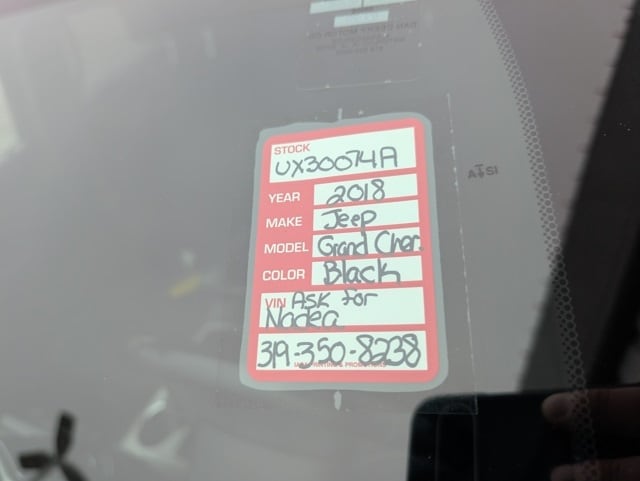 STOCK
UX30074A
YEAR 2018
MAKE Jeep
MODEL Grand Cher.
COLOR Black
VIN Ask for
Nadea
319-350-8238